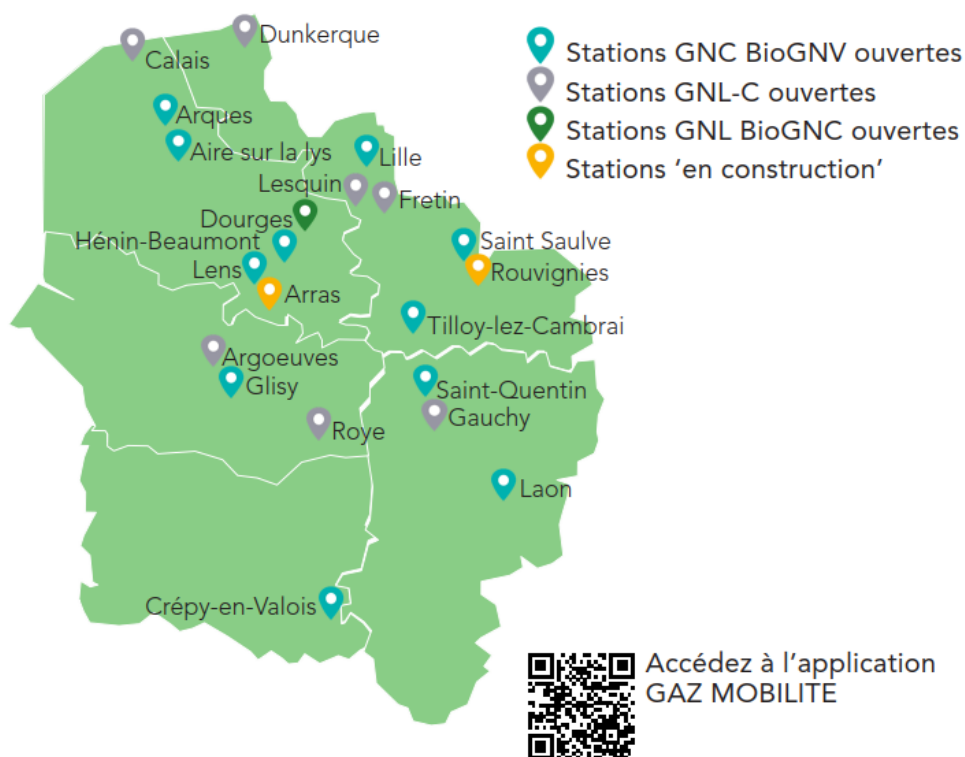 Dunkerque
Calais
Stations GNC BioGNV ouvertes
Stations GNL-C ouvertes
Stations GNL BioGNC ouvertes
Stations ‘en construction’
Arques
Aire sur la lys
Lille
Lesquin
Fretin
Dourges
Hénin-Beaumont
Saint Saulve
Lens
Rouvignies
Arras
Tilloy-lez-Cambrai
Argoeuves
Glisy
Saint-Quentin
Gauchy
Roye
Laon
Crépy-en-Valois
Accédez à l’application
GAZ MOBILITE